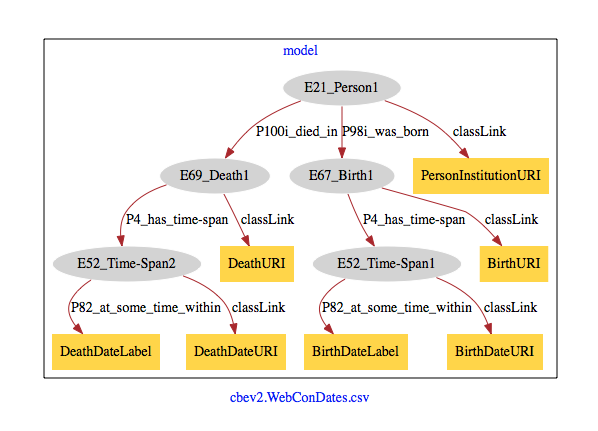 model
E21_Person1
P100i_died_in
P98i_was_born
classLink
E69_Death1
E67_Birth1
PersonInstitutionURI
P4_has_time-span
classLink
P4_has_time-span
classLink
E52_Time-Span2
DeathURI
E52_Time-Span1
BirthURI
P82_at_some_time_within
classLink
P82_at_some_time_within
classLink
DeathDateLabel
DeathDateURI
BirthDateLabel
BirthDateURI
cbev2.WebConDates.csv